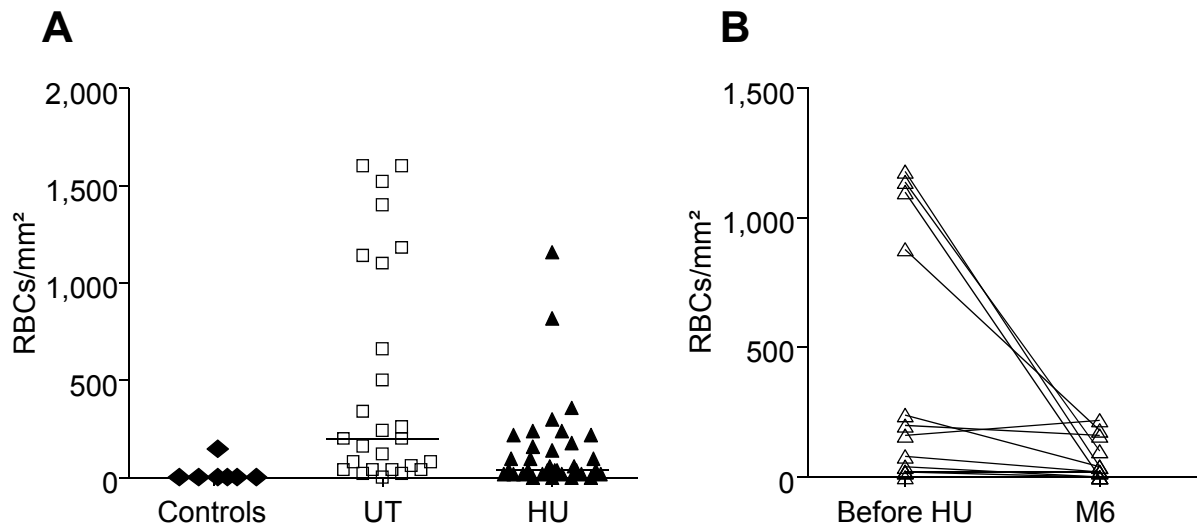 A
RBCs/mm²
2,000
1,500
1,000
500
0
Controls UT HU
B
RBCs/mm²
1,500
1,000
500
0
Before HU M6